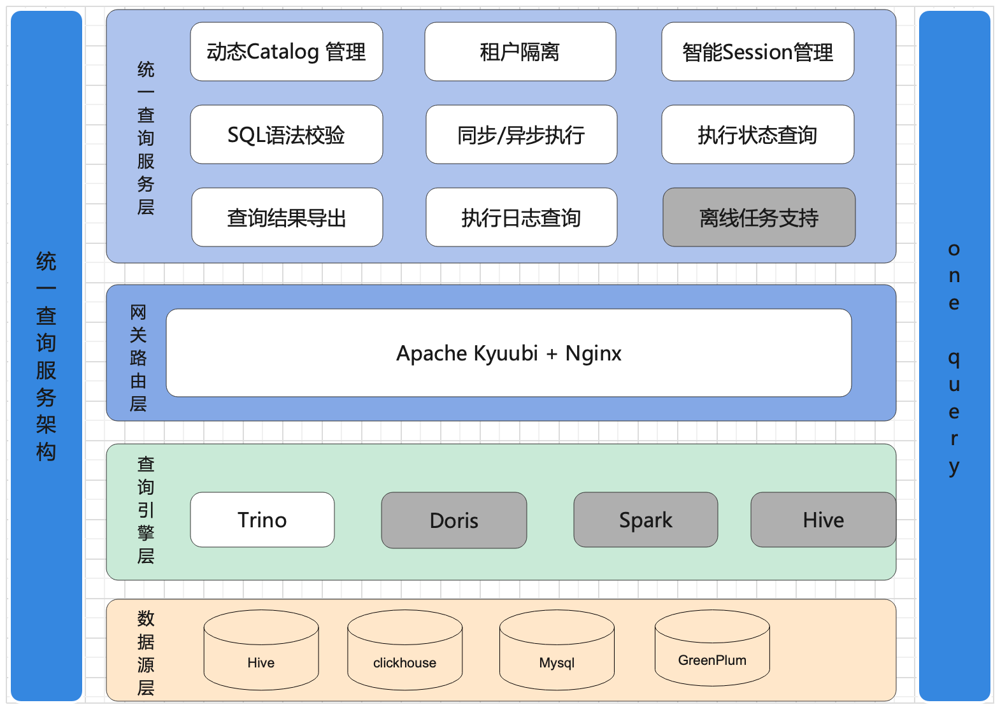 统一查询服务架构
统一查询服务层
动态Catalog 管理
租户隔离
智能Session管理
SQL语法校验
同步/异步执行
执行状态查询
查询结果导出
执行日志查询
离线任务支持
网关路由层
Apache Kyuubi + Nginx
查询引擎层
Trino
Doris
Spark
Hive
数据源层
Hive
clickhouse
Mysql
GreenPlum
one query